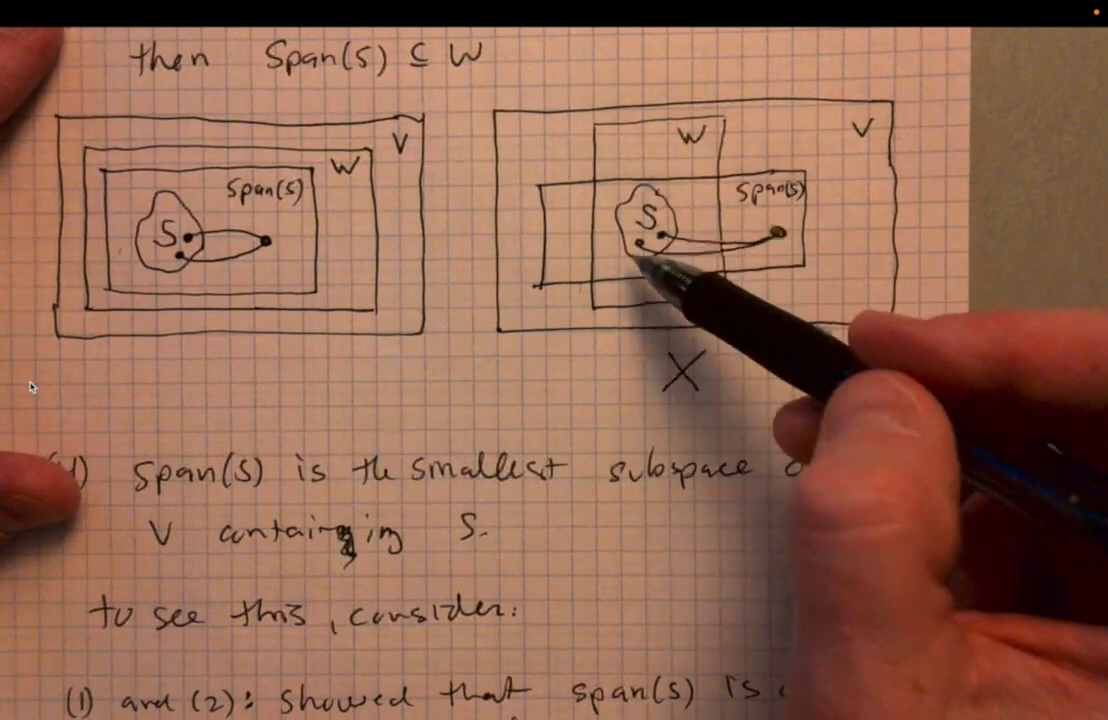 then Span(S) ⊆ W
V
W
Span(S)
S
V
W
Span(S)
S
X
Span(S) is the smallest subspace
V containing S.
to see this, consider:
(1) and (2): showed that span(S) is